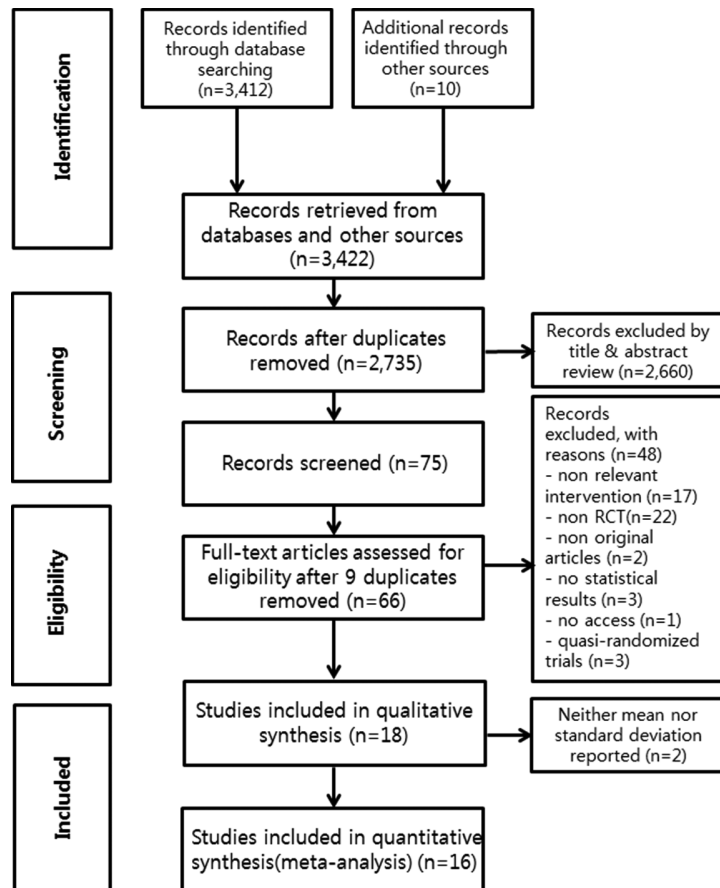 Identification
Records identified
through database
searching
(n=3,412)
Additional records
identified through
other sources
(n=10)
Records retrieved from
databases and other sources
(n=3,422)
Screening
Records after duplicates
removed (n=2,735)
Records excluded by
title & abstract
review (n=2,660)
Records screened (n=75)
Records
excluded, with
reasons (n=48)
- non relevant
intervention (n=17)
- non RCT(n=22)
- non original
articles (n=2)
- no statistical
results (n=3)
- no access (n=1)
- quasi-randomized
trials (n=3)
Eligibility
Full-text articles assessed for
eligibility after 9 duplicates
removed (n=66)
Included
Studies included in qualitative
synthesis (n=18)
Neither mean nor
standard deviation
reported (n=2)
Studies included in quantitative
synthesis(meta-analysis) (n=16)